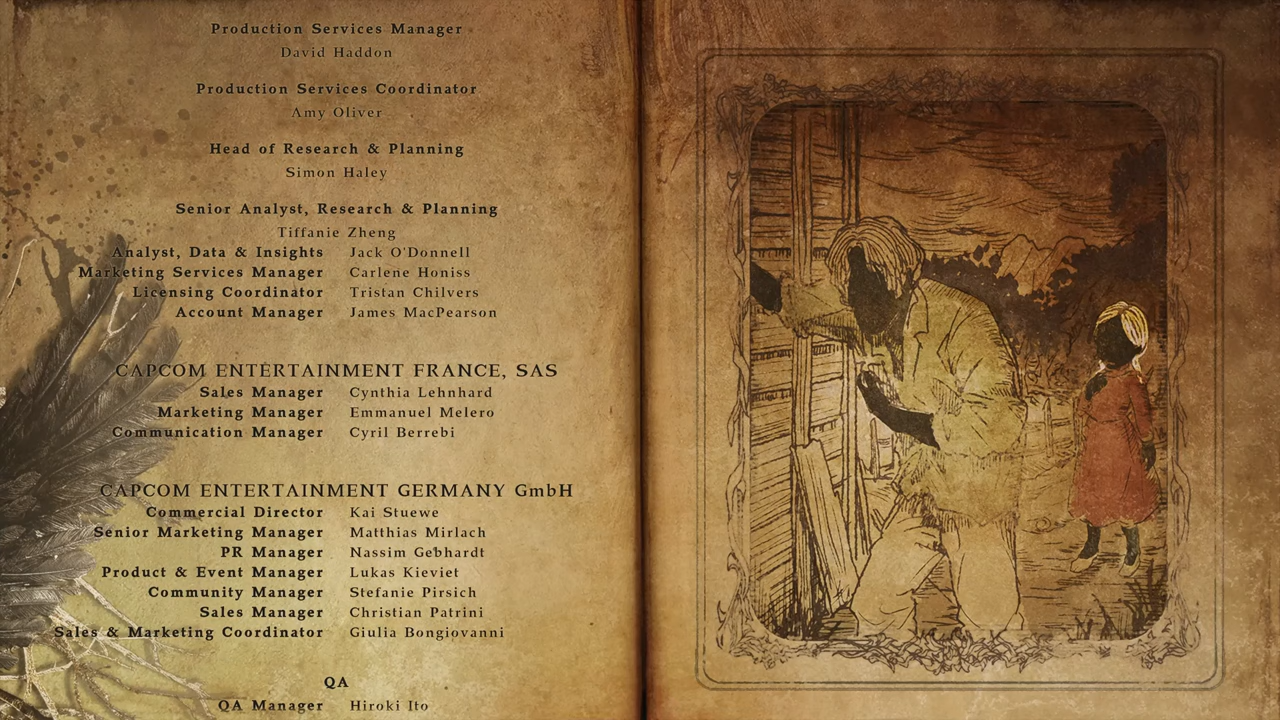 Production Services Manager
David Haddon
Production Services Coordinator
Amy Oliver
Head of Research & Planning
Simon Haley
Senior Analyst, Research & Planning
Tiffanie Zheng
Analyst, Data & Insights Jack O'Donnell
Marketing Services Manager Carlene Honiss
Licensing Coordinator Tristan Chilvers
Account Manager James MacPearson
CAPCOM ENTERTAINMENT FRANCE, SAS
Sales Manager Cynthia Lehnhard
Marketing Manager Emmanuel Melero
Communication Manager Cyril Berrebi
CAPCOM ENTERTAINMENT GERMANY GmbH
Commercial Director Kai Stuewe
Senior Marketing Manager Matthias Mirlach
PR Manager Nassim Gebhardt
Product & Event Manager Lukas Kieviet
Community Manager Stefanie Pirsich
Sales Manager Christian Patrini
Sales & Marketing Coordinator Giulia Bongiovanni
QA
QA Manager Hiroki Ito